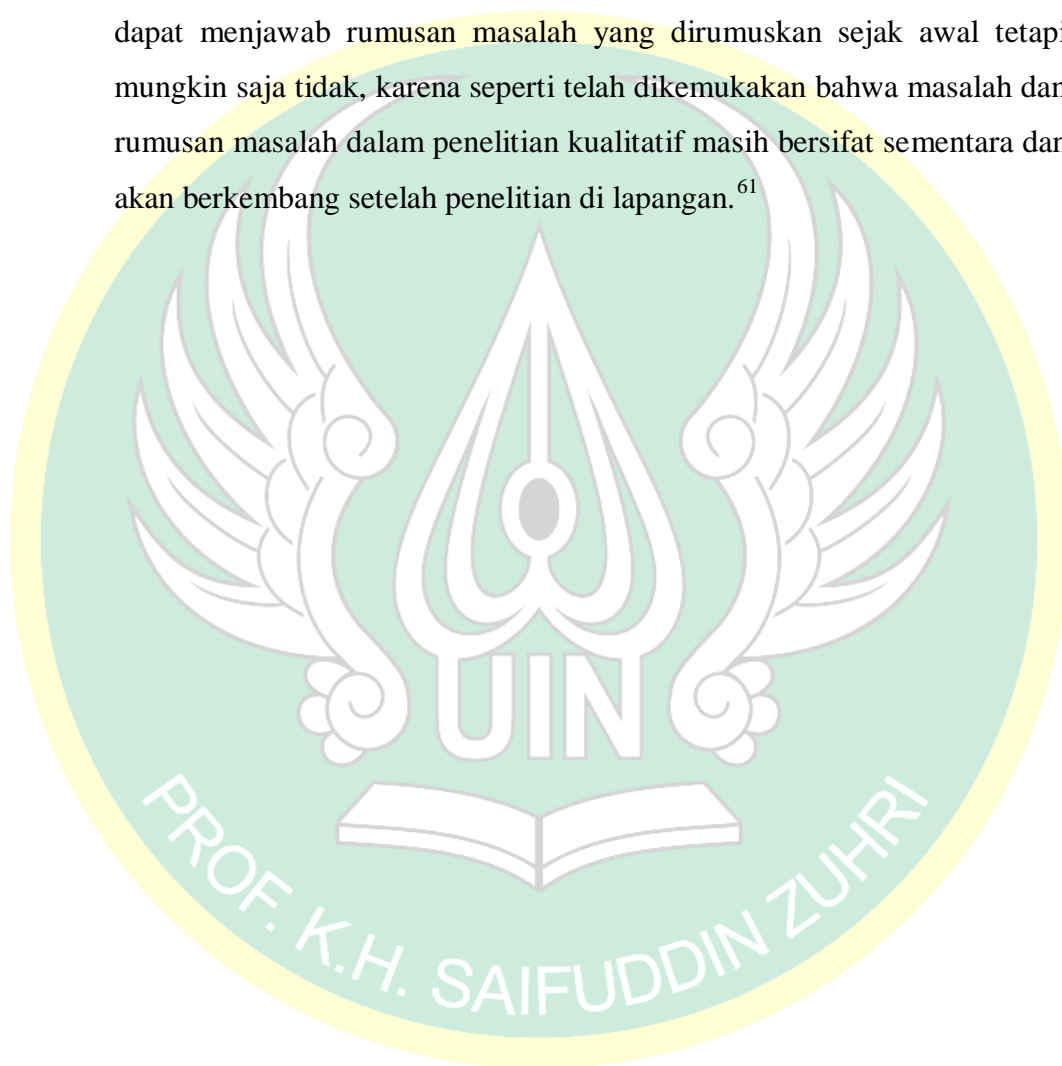 dapat menjawab rumusan masalah yang dirumuskan sejak awal tetapi
mungkin saja tidak, karena seperti telah dikemukakan bahwa masalah dan
rumusan masalah dalam penelitian kualitatif masih bersifat sementara dan
akan berkembang setelah penelitian di lapangan.61
UIN
PROF. K.H. SAIFUDDIN ZUHRI